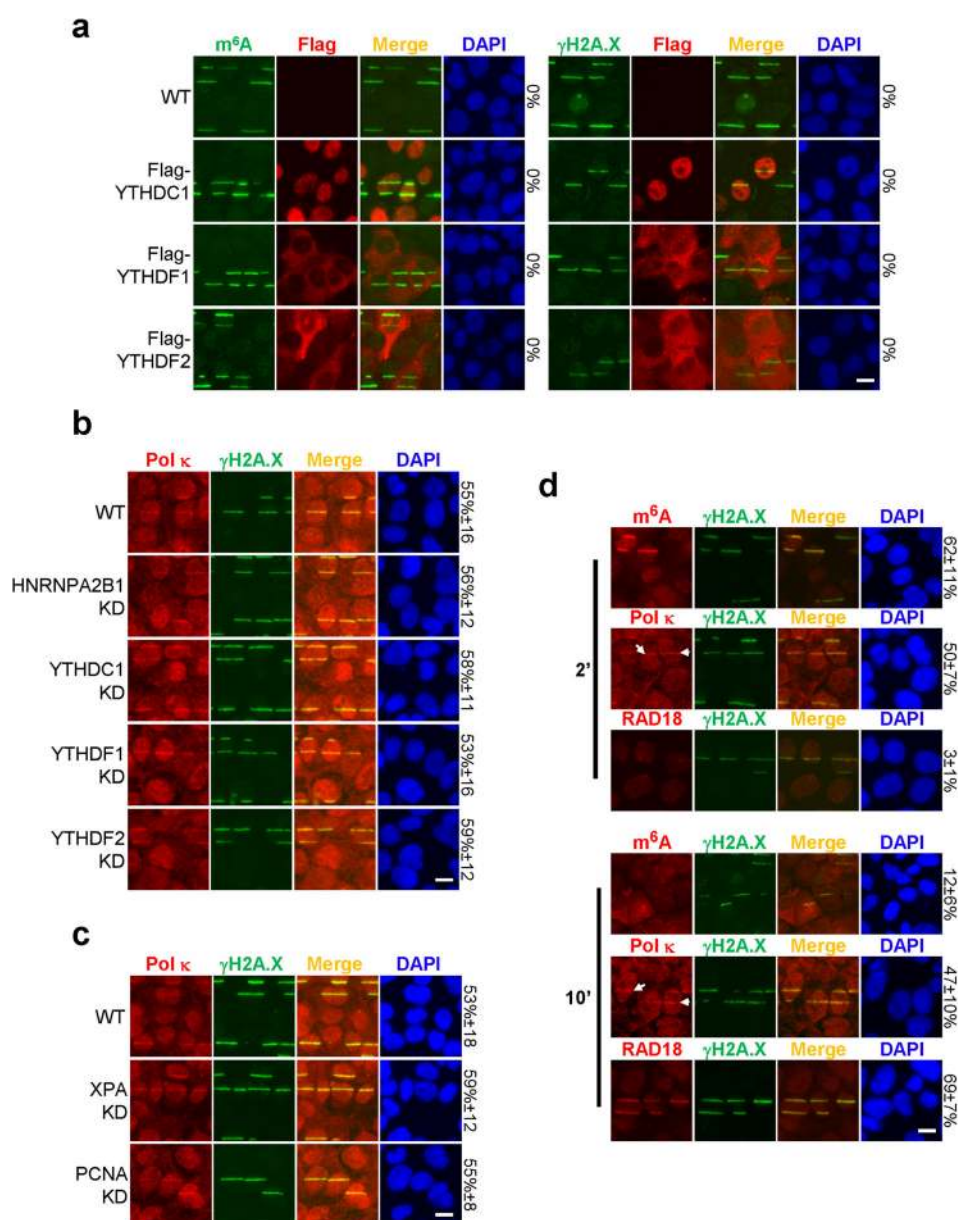 a
m⁶A Flag Merge DAPI γH2A.X Flag Merge DAPI
WT 0% 0%
Flag-
YTHDC1 0% 0%
Flag-
YTHDF1 0% 0%
Flag-
YTHDF2 0% 0%
b
Pol κ γH2A.X Merge DAPI
WT 55%±16
HNRNPA2B1
KD 56%±12
YTHDC1
KD 58%±11
YTHDF1
KD 53%±16
YTHDF2
KD 59%±12
c
Pol κ γH2A.X Merge DAPI
WT 53%±18
XPA
KD 59%±12
PCNA
KD 55%±8
d
m⁶A γH2A.X Merge DAPI
62±11%
2'
Pol κ γH2A.X Merge DAPI
50±7%
RAD18 γH2A.X Merge DAPI
3±1%
m⁶A γH2A.X Merge DAPI
12±6%
10'
Pol κ γH2A.X Merge DAPI
47±10%
RAD18 γH2A.X Merge DAPI
69±7%